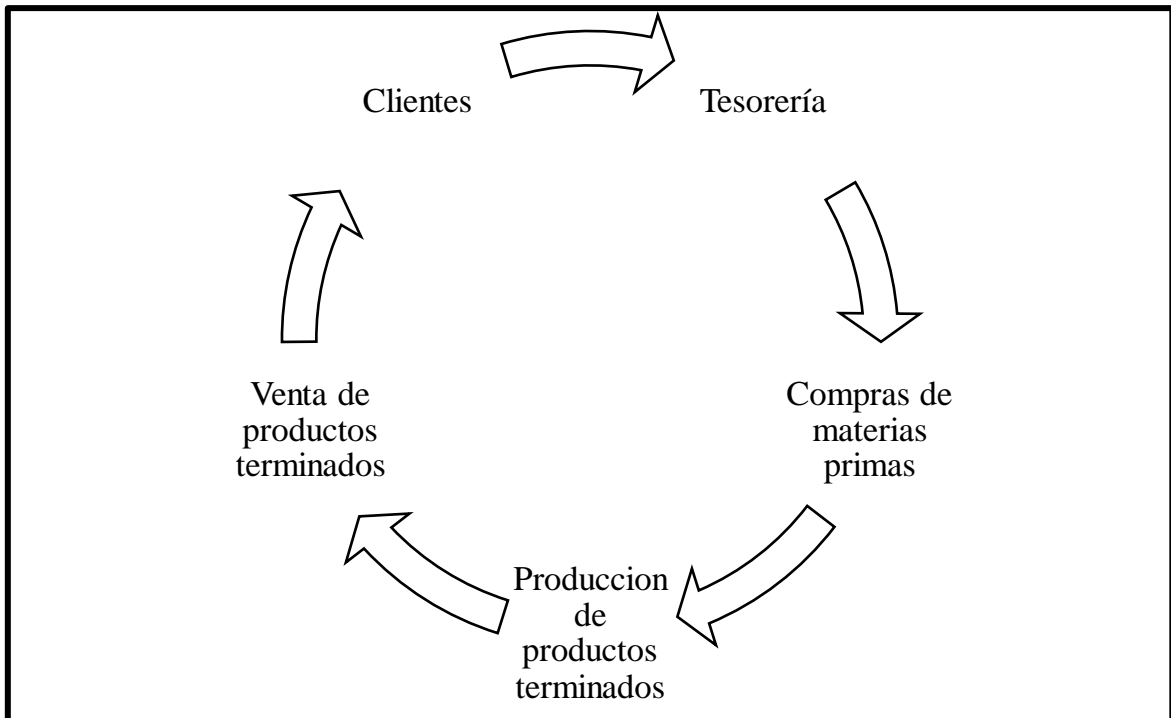 Clientes
Tesorería
Venta de
productos
terminados
Compras de
materias
primas
Produccion
de
productos
terminados